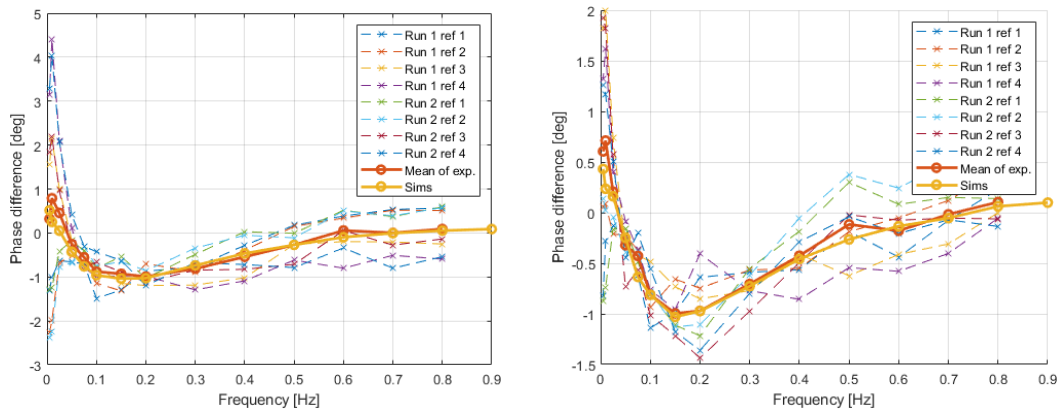 5
4
3
2
1
0
-1
-2
-3
Phase difference [deg]
0
0.1
0.2
0.3
0.4
0.5
0.6
0.7
0.8
0.9
Frequency [Hz]
Run 1 ref 1
Run 1 ref 2
Run 1 ref 3
Run 1 ref 4
Run 2 ref 1
Run 2 ref 2
Run 2 ref 3
Run 2 ref 4
Mean of exp.
Sims
2
1.5
1
0.5
0
-0.5
-1
-1.5
Phase difference [deg]
0
0.1
0.2
0.3
0.4
0.5
0.6
0.7
0.8
0.9
Frequency [Hz]
Run 1 ref 1
Run 1 ref 2
Run 1 ref 3
Run 1 ref 4
Run 2 ref 1
Run 2 ref 2
Run 2 ref 3
Run 2 ref 4
Mean of exp.
Sims